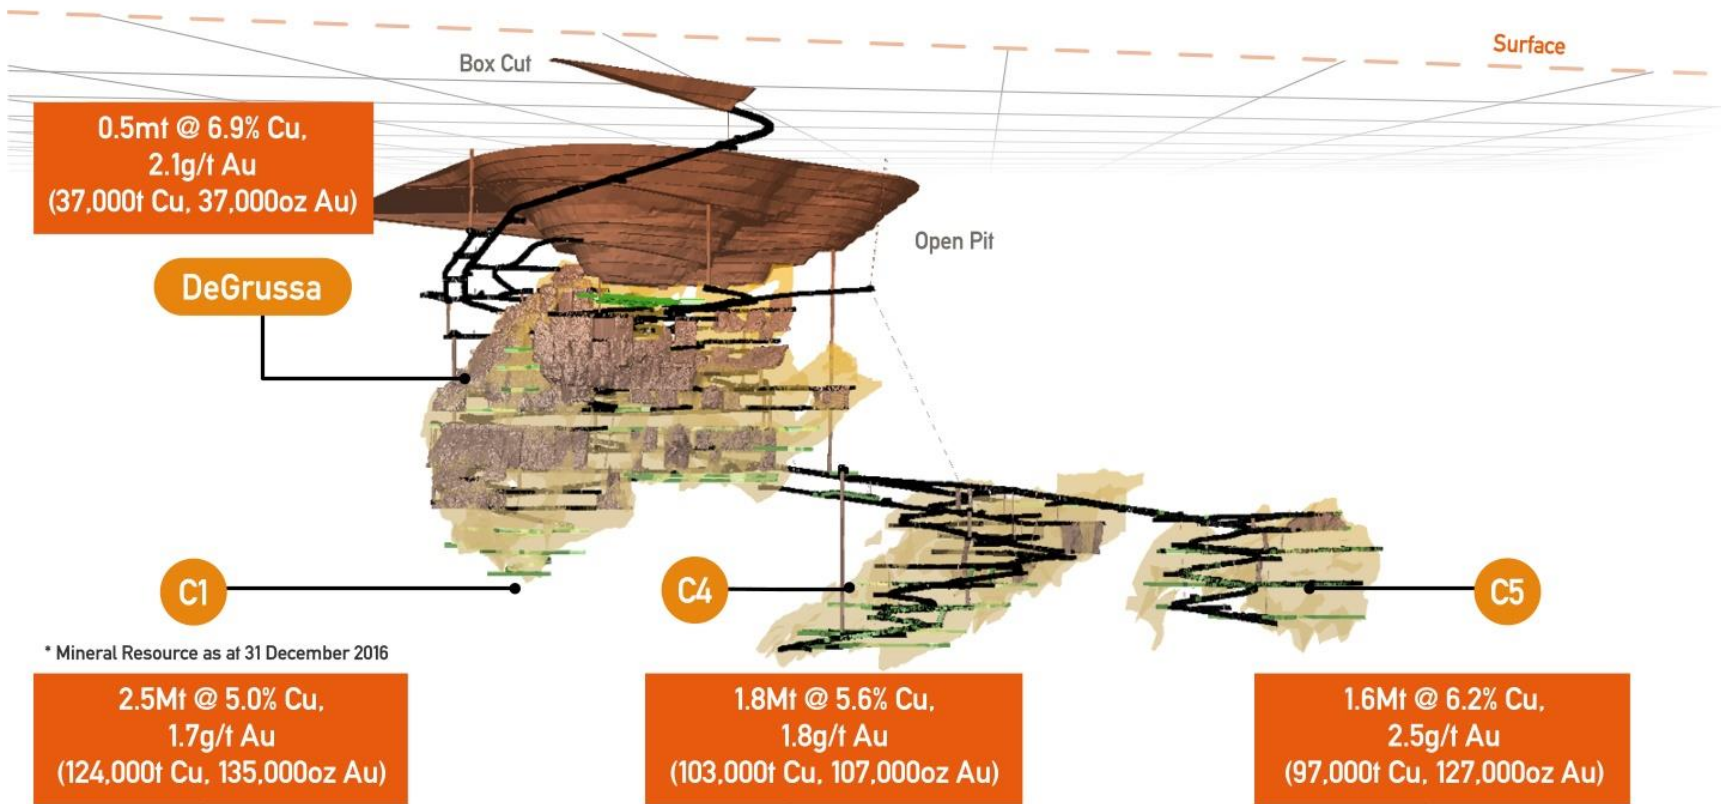 Surface
Box Cut
0.5mt @ 6.9% Cu,
2.1g/t Au
(37,000t Cu, 37,000oz Au)
Open Pit
DeGrussa
C1
C4
C5
* Mineral Resource as at 31 December 2016
2.5Mt @ 5.0% Cu,
1.7g/t Au
(124,000t Cu, 135,000oz Au)
1.8Mt @ 5.6% Cu,
1.8g/t Au
(103,000t Cu, 107,000oz Au)
1.6Mt @ 6.2% Cu,
2.5g/t Au
(97,000t Cu, 127,000oz Au)